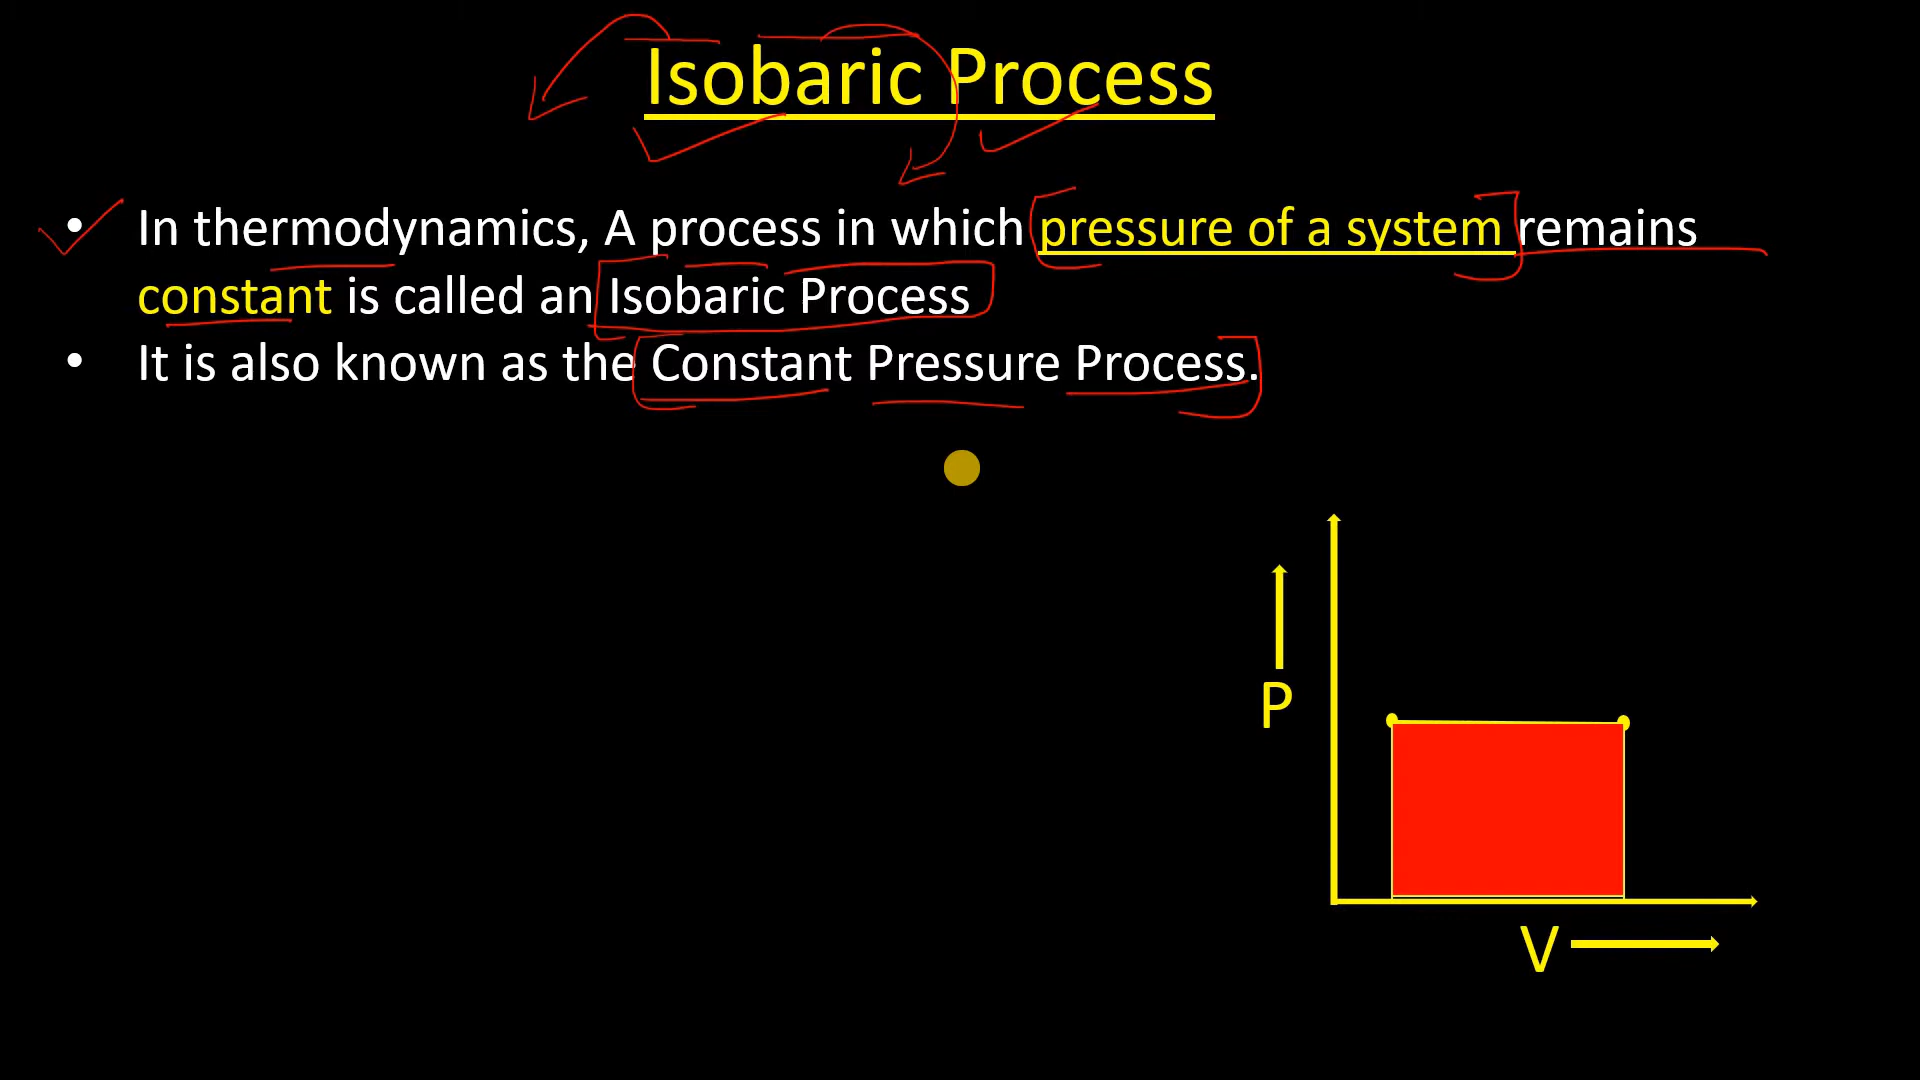 Isobaric Process
• In thermodynamics, A process in which pressure of a system remains
constant is called an Isobaric Process
• It is also known as the Constant Pressure Process.
P
V